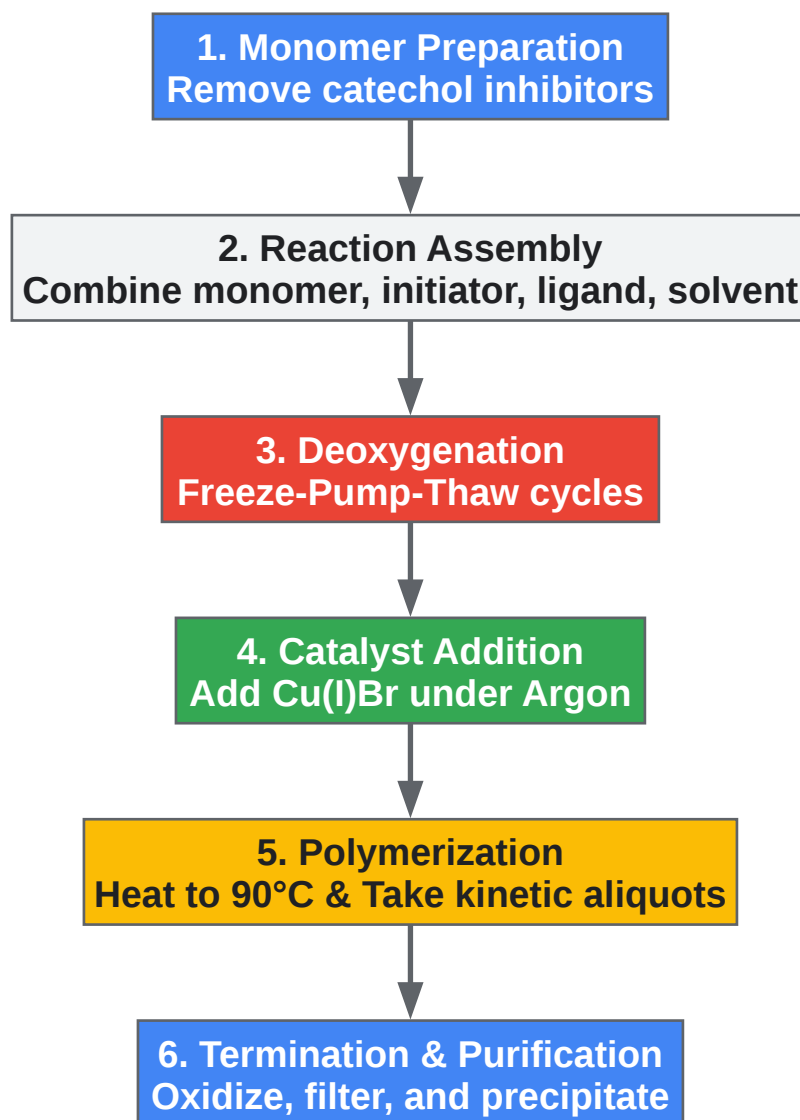 1. Monomer Preparation
Remove catechol inhibitors
2. Reaction Assembly
Combine monomer, initiator, ligand, solvent
3. Deoxygenation
Freeze-Pump-Thaw cycles
4. Catalyst Addition
Add Cu(I)Br under Argon
5. Polymerization
Heat to 90°C & Take kinetic aliquots
6. Termination & Purification
Oxidize, filter, and precipitate